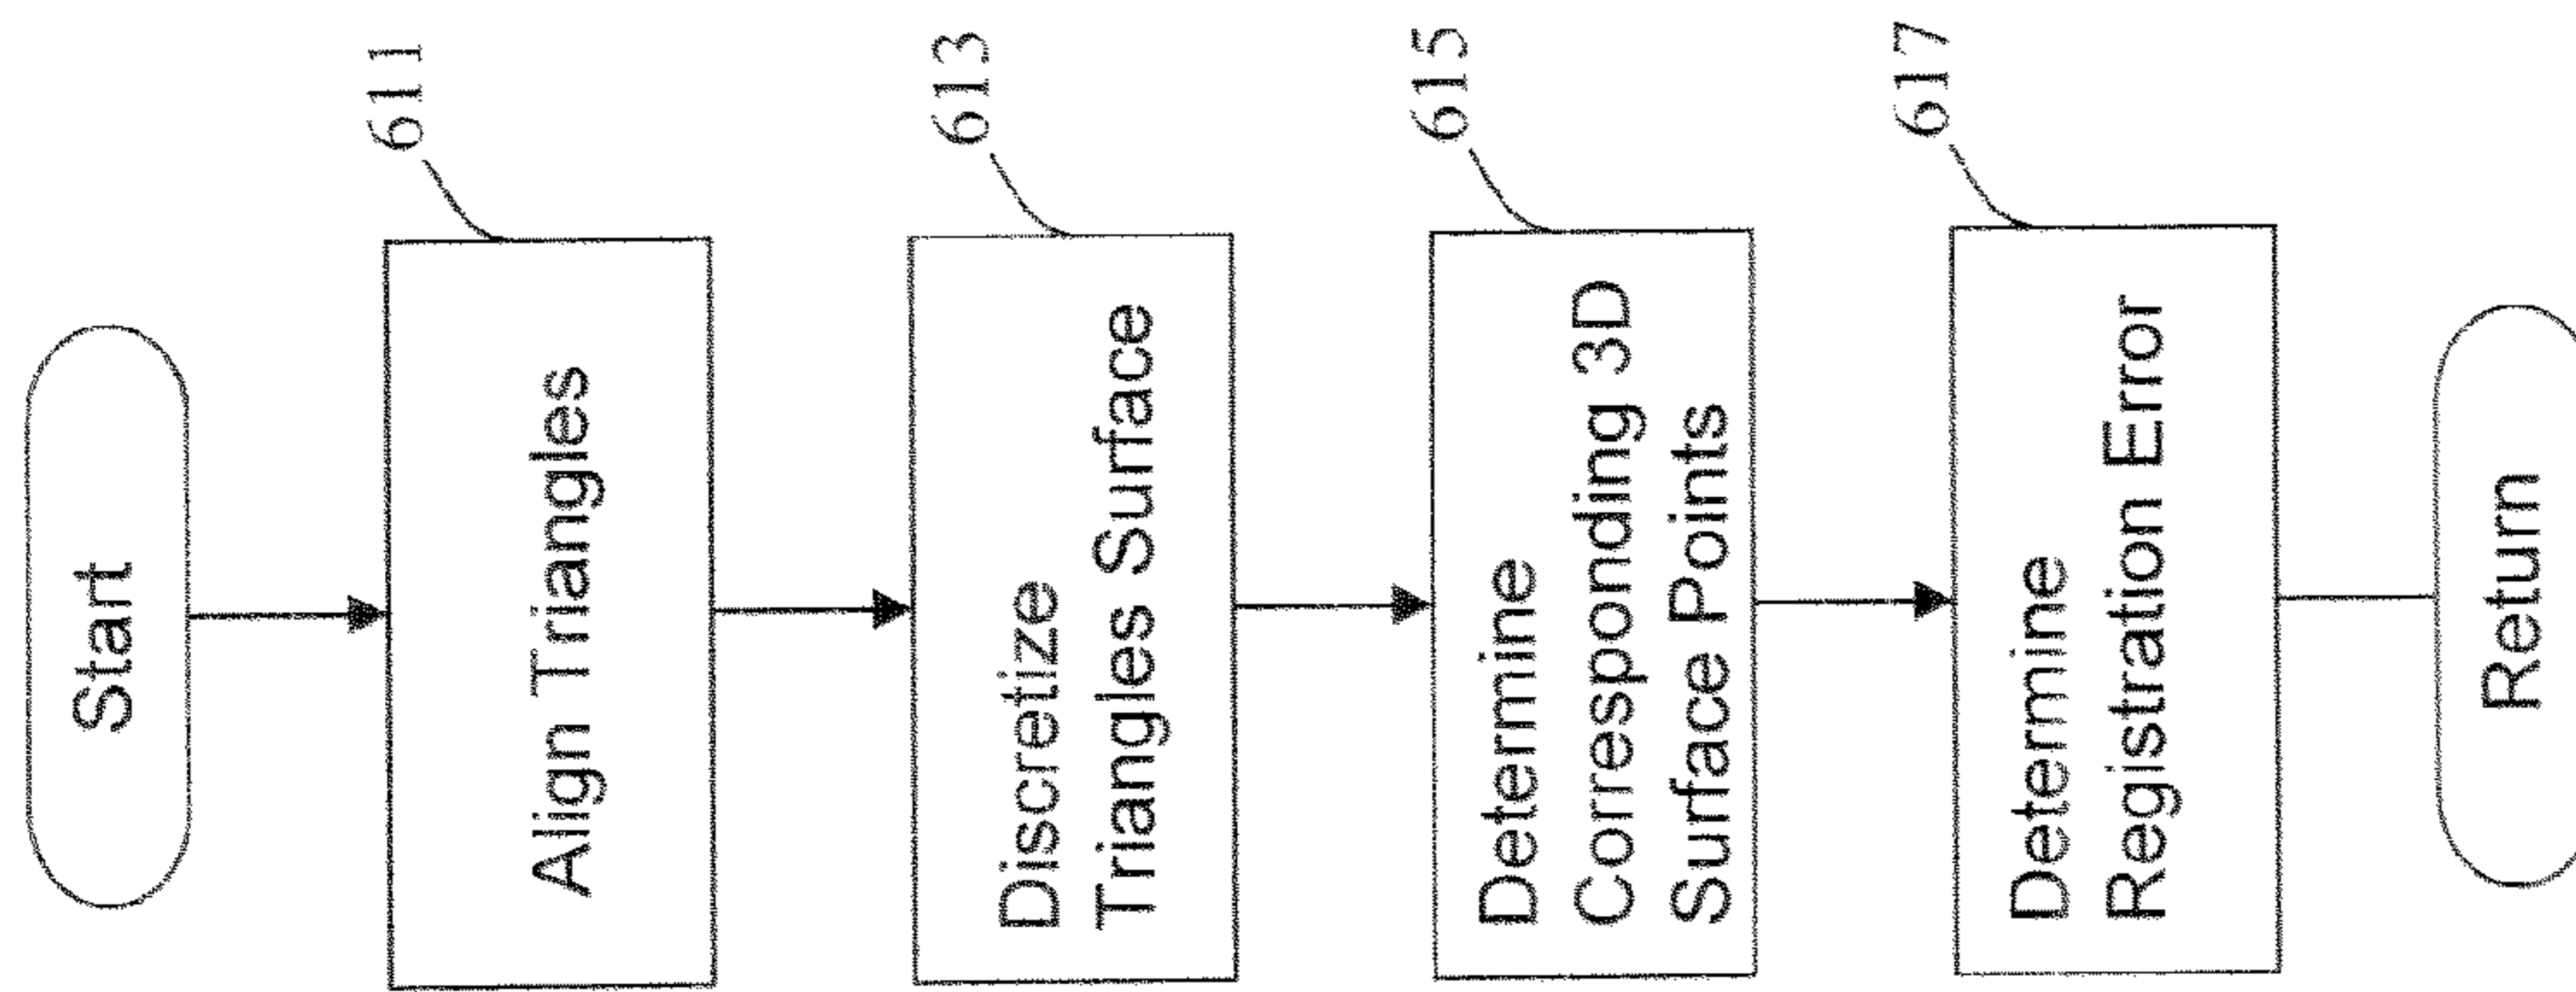 Start
611
Align Triangles
613
Discretize
Triangles Surface
615
Determine
Corresponding 3D
Surface Points
617
Determine
Registration Error
Return